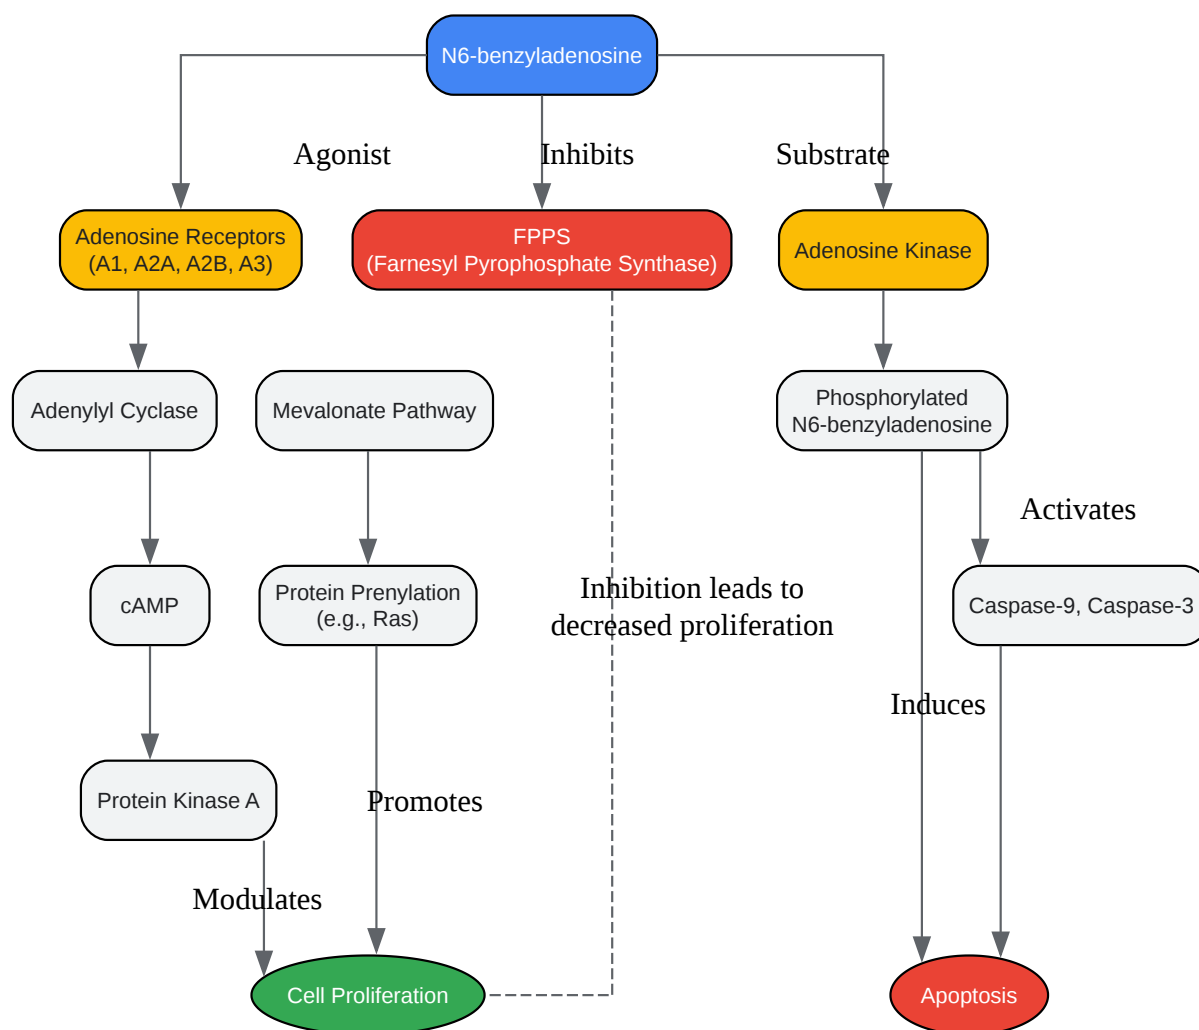 N6-benzyladenosine
Agonist
Inhibits
Substrate
Adenosine Receptors
(A1, A2A, A2B, A3)
FPPS
(Farnesyl Pyrophosphate Synthase)
Adenosine Kinase
Adenylyl Cyclase
Mevalonate Pathway
Phosphorylated
N6-benzyladenosine
Activates
cAMP
Protein Prenylation
(e.g., Ras)
Inhibition leads to
decreased proliferation
Caspase-9, Caspase-3
Induces
Protein Kinase A
Promotes
Modulates
Cell Proliferation
Apoptosis